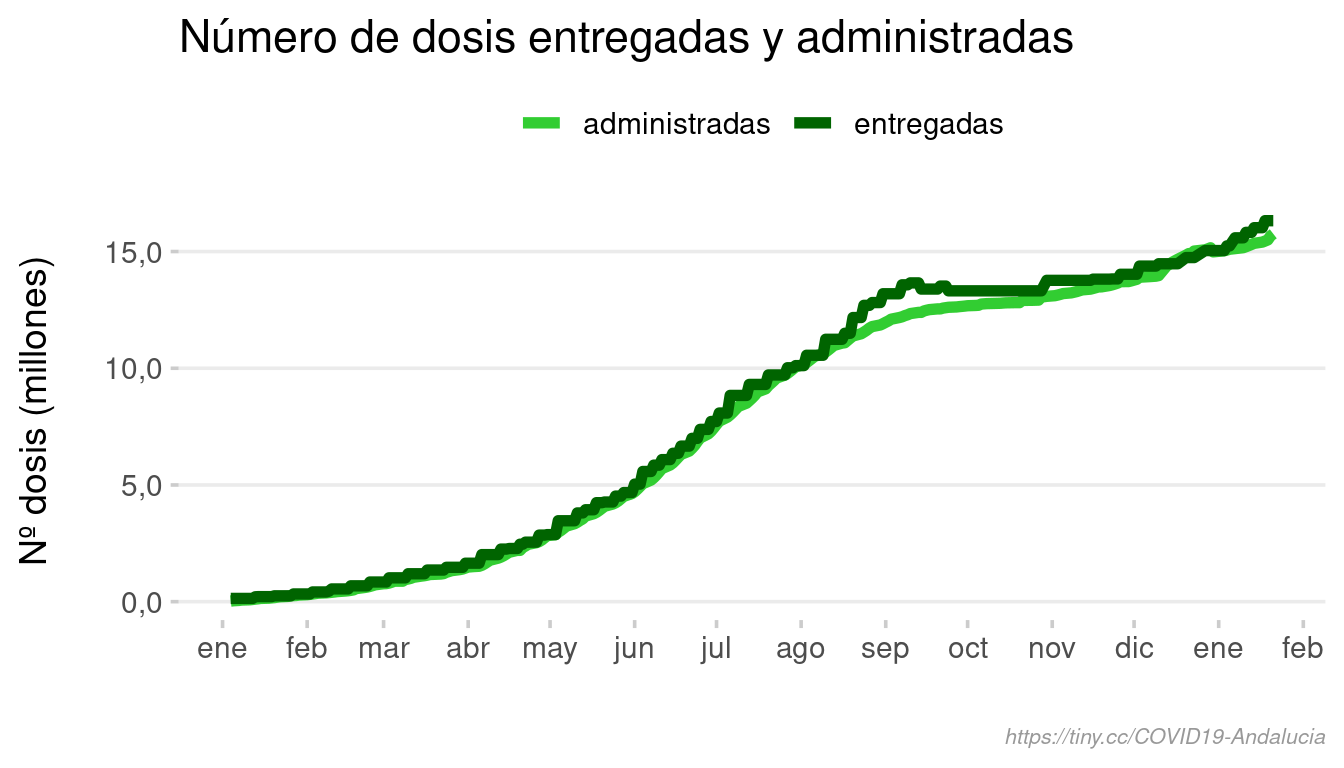 Número de dosis entregadas y administradas
administradas entregadas
Nº dosis (millones)
15,0
10,0
5,0
0,0
ene feb mar abr may jun jul ago sep oct nov dic ene feb
https://tiny.cc/COVID19-Andalucia